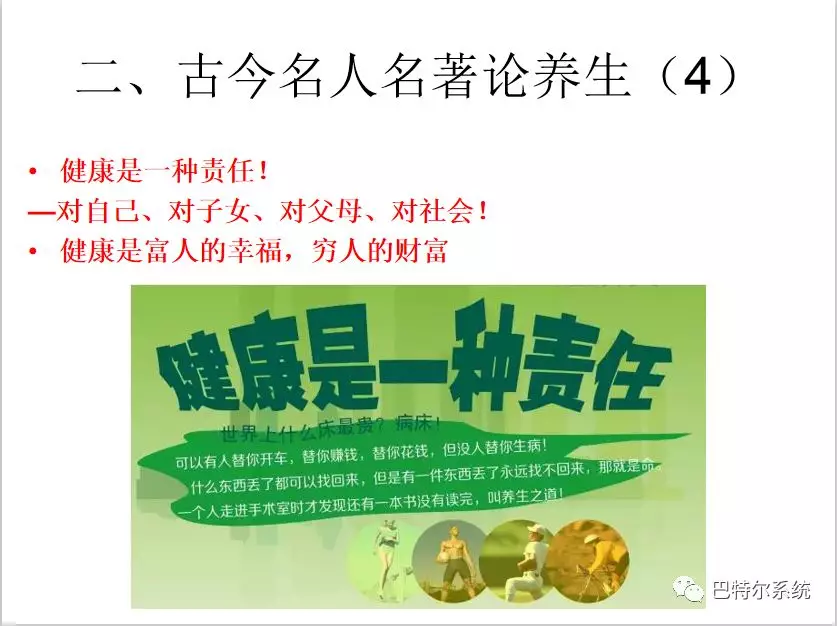 二、古今名人名著论养生（4）
• 健康是一种责任！
—对自己、对子女、对父母、对社会！
• 健康是富人的幸福，穷人的财富
健康是一种责任
世界上什么床最贵？病床！
可以有人替你开车，替你赚钱，替你花钱，但没人替你生病！
什么东西丢了都可以找回来，但是有一件东西丢了永远找不回来，那就是命。
一个人走进手术室时才发现还有一本书没有读完，叫养生之道！
巴特尔系统